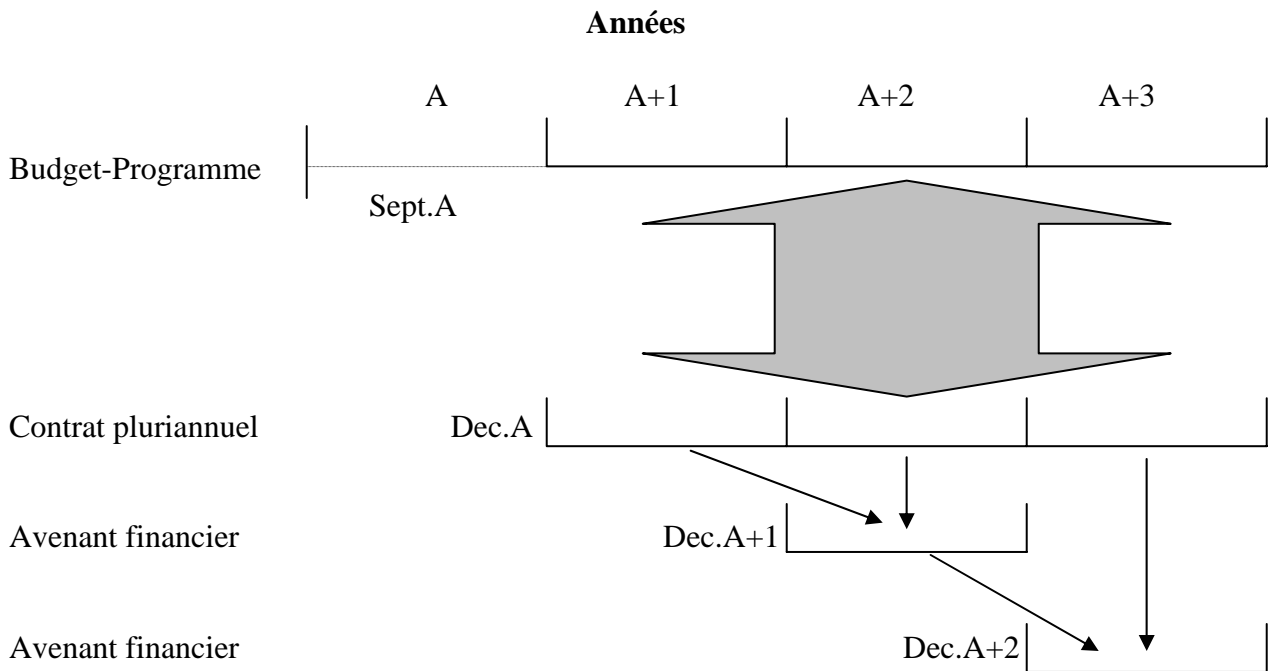 Années
A A+1 A+2 A+3
Budget-Programme
Sept.A
Contrat pluriannuel Dec.A
Avenant financier Dec.A+1
Avenant financier Dec.A+2